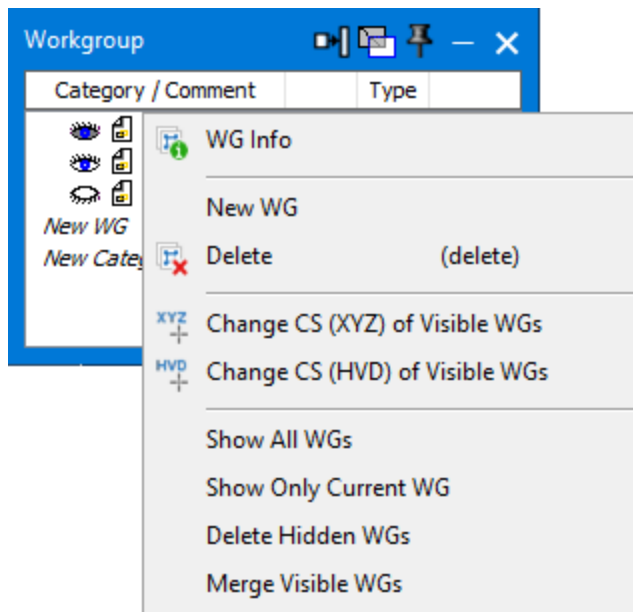 Workgroup
Category / Comment Type
WG Info
New WG
New WG
New Categ
Delete (delete)
XYZ Change CS (XYZ) of Visible WGs
HVD Change CS (HVD) of Visible WGs
Show All WGs
Show Only Current WG
Delete Hidden WGs
Merge Visible WGs